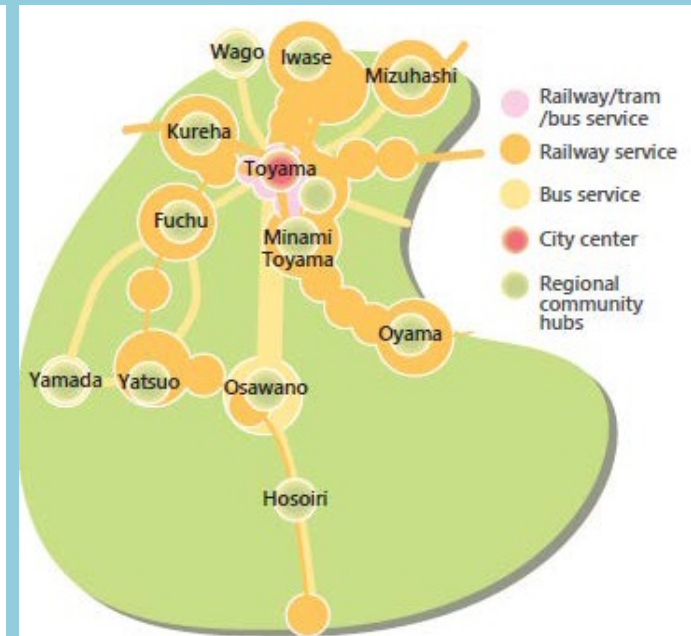 Wago
Iwase
Mizuhashi
Kureha
Toyama
Fuchu
Minami
Toyama
Oyama
Yamada
Yatsuo
Osawano
Hosoiri
Railway/tram
/bus service
Railway service
Bus service
City center
Regional
community
hubs